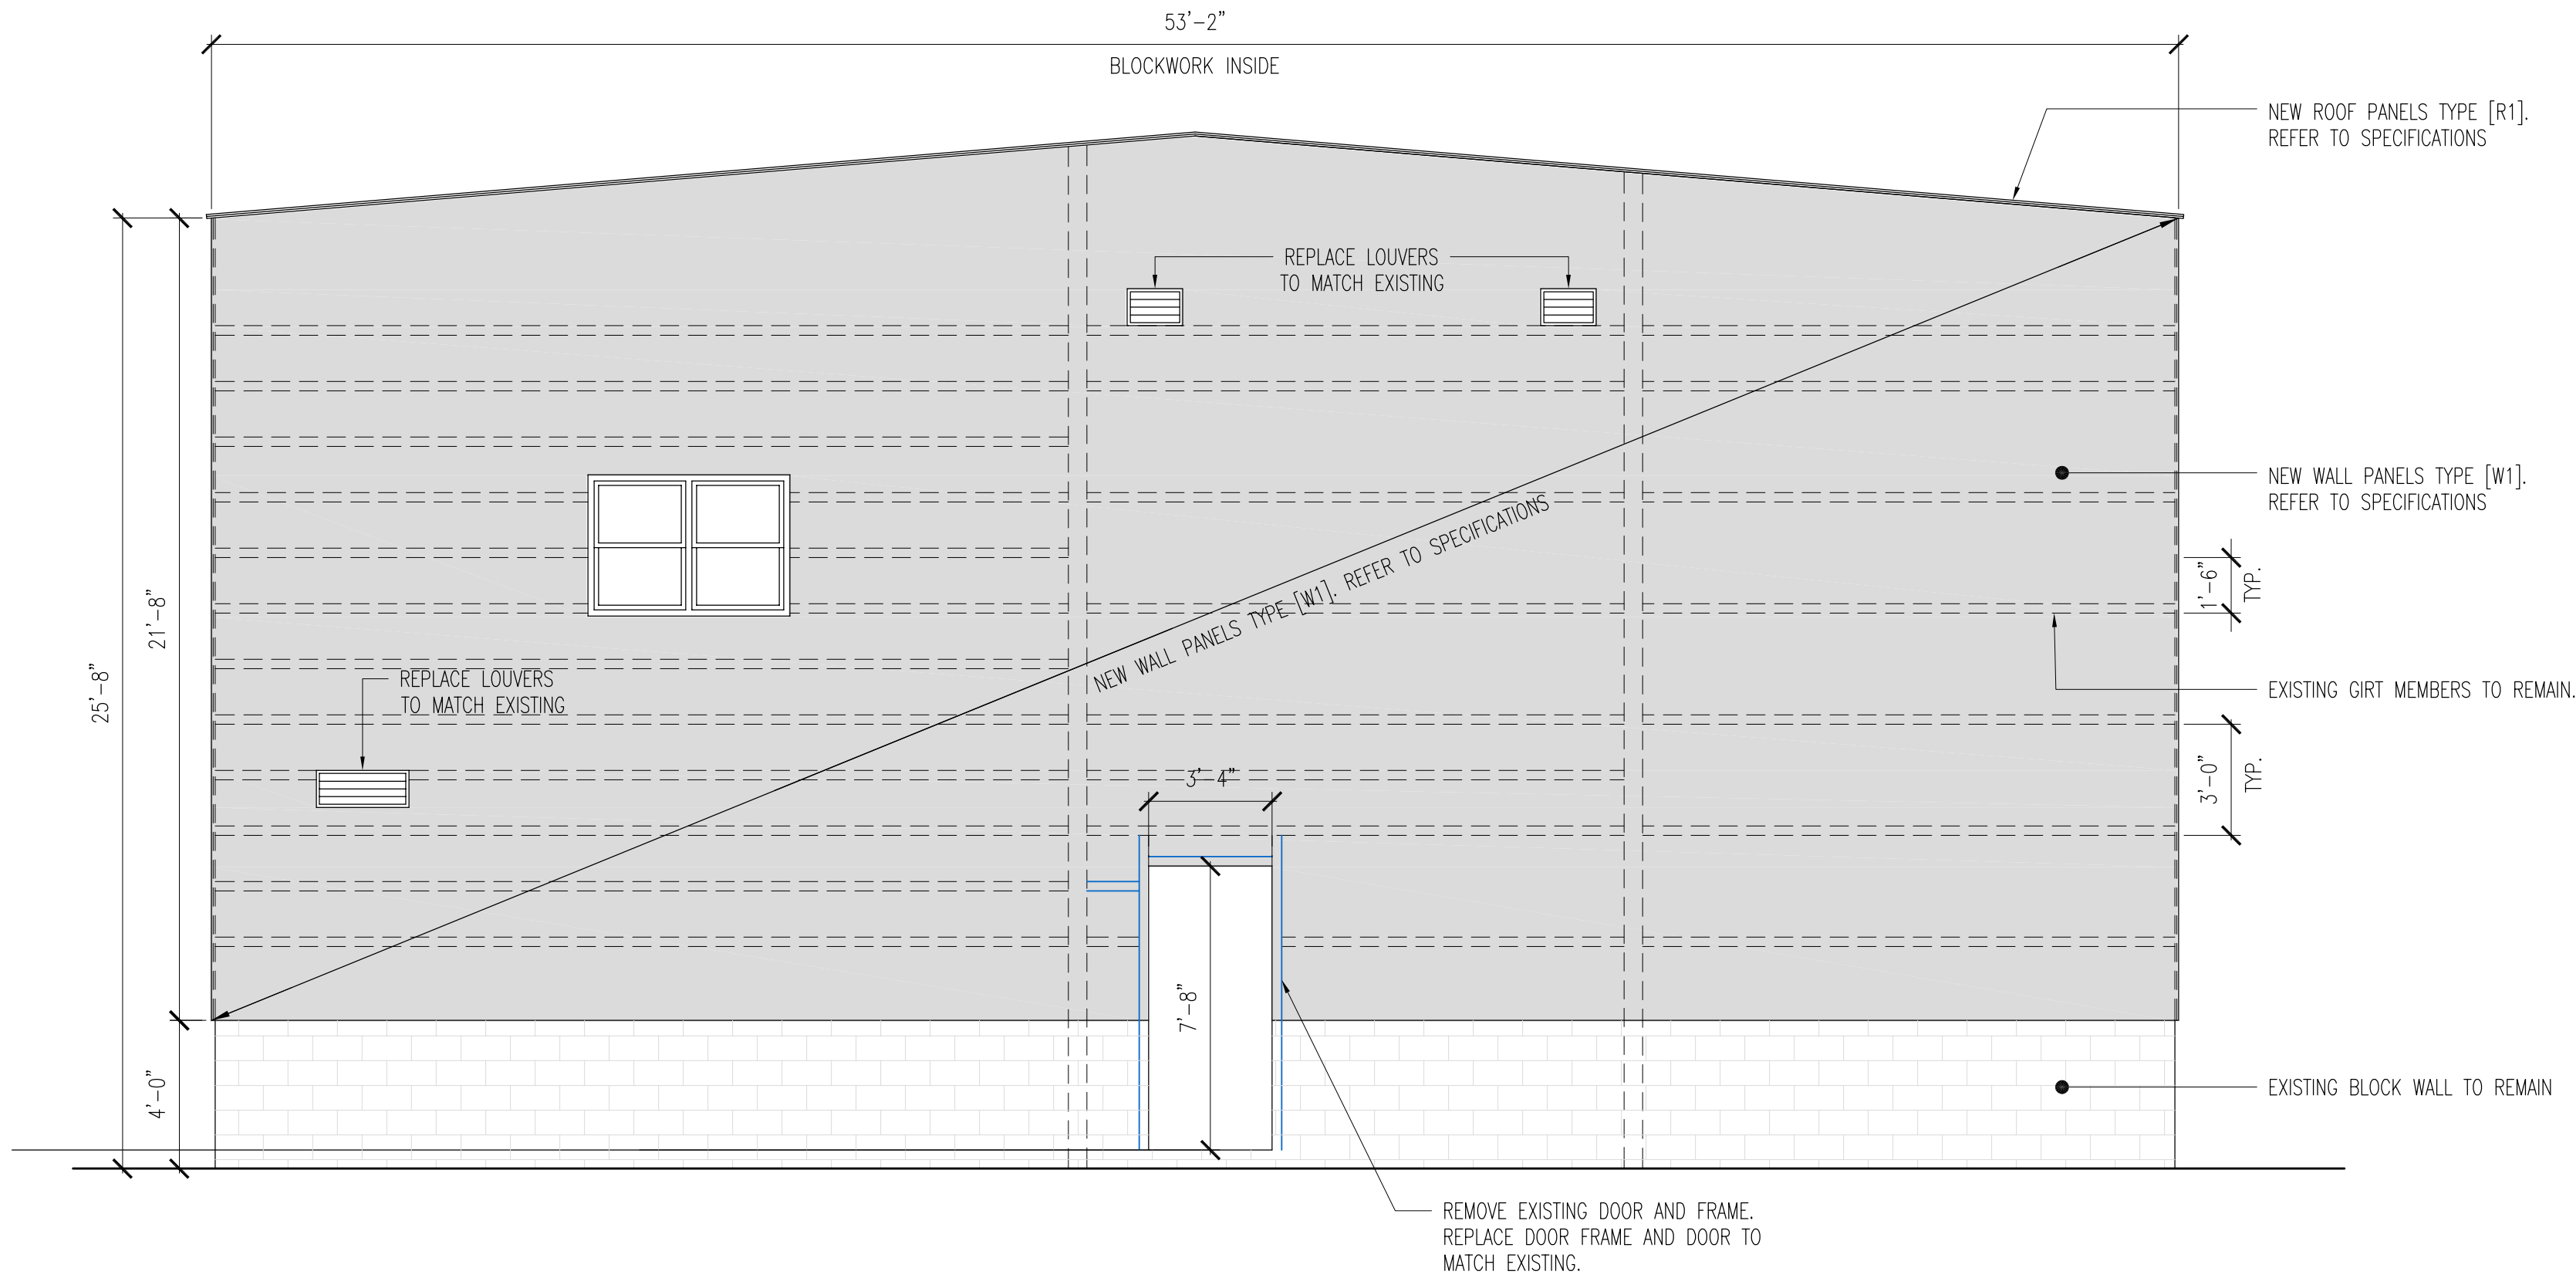 53'-2"
BLOCKWORK INSIDE
NEW ROOF PANELS TYPE [R1].
REFER TO SPECIFICATIONS
REPLACE LOUVERS
TO MATCH EXISTING
NEW WALL PANELS TYPE [W1].
REFER TO SPECIFICATIONS
NEW WALL PANELS TYPE [W1]. REFER TO SPECIFICATIONS
1'-6"
TYP.
21'-8"
25'-8"
REPLACE LOUVERS
TO MATCH EXISTING
EXISTING GIRT MEMBERS TO REMAIN.
3'-0"
TYP.
3'-4"
7'-8"
4'-0"
EXISTING BLOCK WALL TO REMAIN
REMOVE EXISTING DOOR AND FRAME.
REPLACE DOOR FRAME AND DOOR TO
MATCH EXISTING.